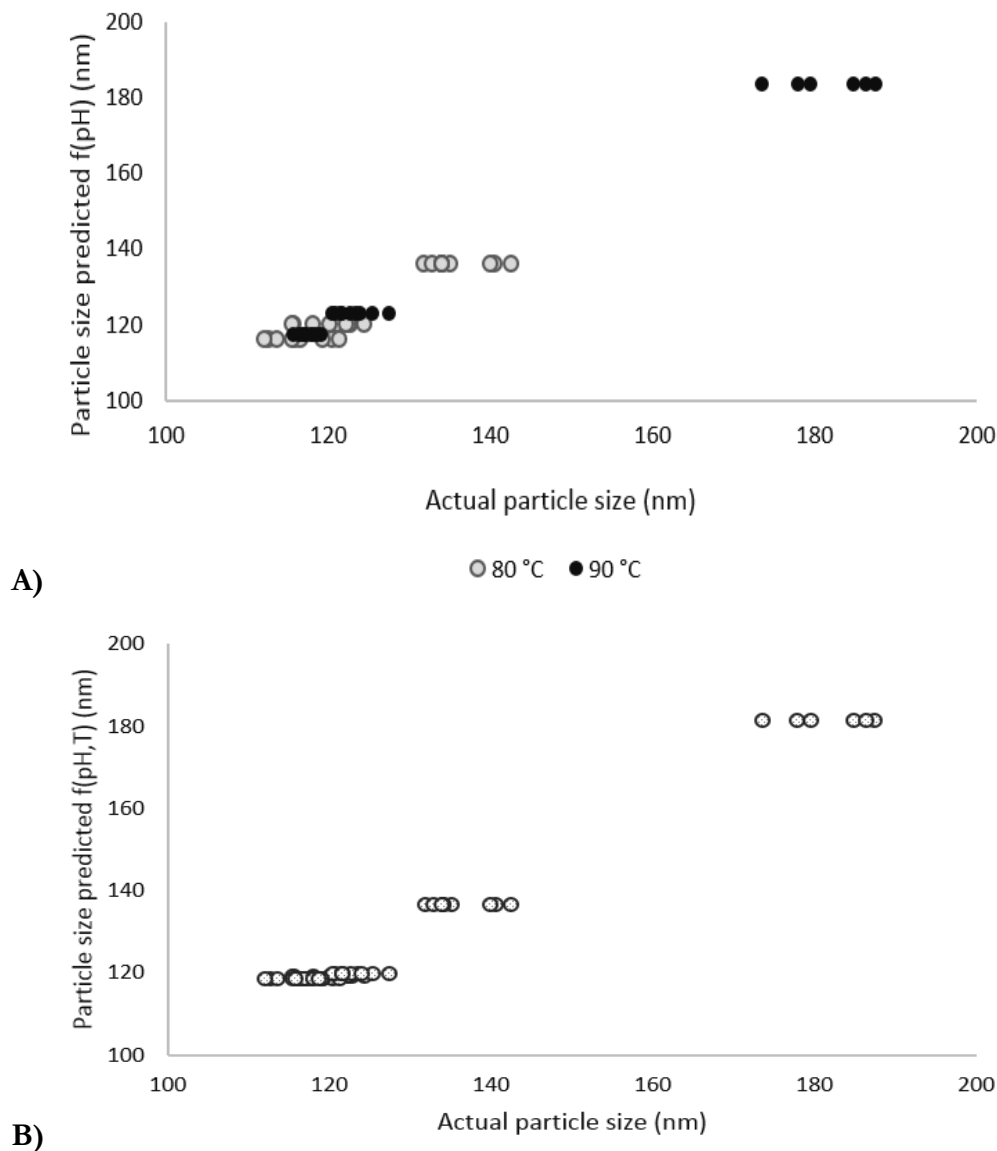 Particle size predicted f(pH) (nm)
200
180
160
140
120
100
100 120 140 160 180 200
Actual particle size (nm)
80 °C 90 °C
A)
Particle size predicted f(pH,T) (nm)
200
180
160
140
120
100
100 120 140 160 180 200
Actual particle size (nm)
B)